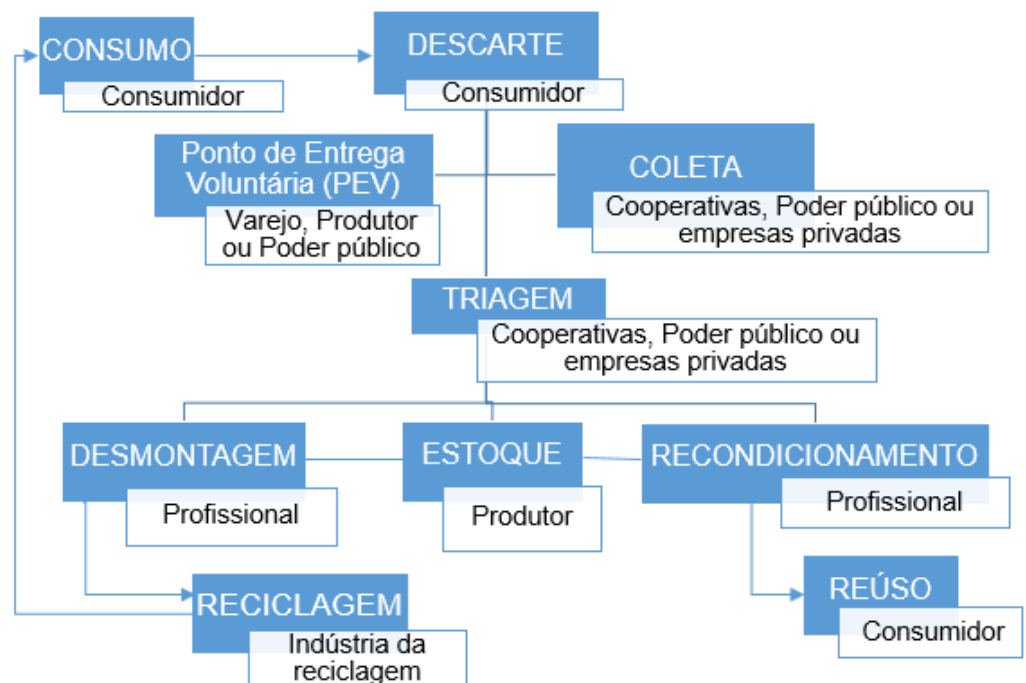 CONSUMO
Consumidor
DESCARTE
Consumidor
Ponto de Entrega
Voluntária (PEV)
Varejo, Produtor
ou Poder público
COLETA
Cooperativas, Poder público ou
empresas privadas
TRIAGEM
Cooperativas, Poder público ou
empresas privadas
DESMONTAGEM
Profissional
ESTOQUE
Produtor
RECONDICIONAMENTO
Profissional
RECICLAGEM
Indústria da
reciclagem
REÚSO
Consumidor